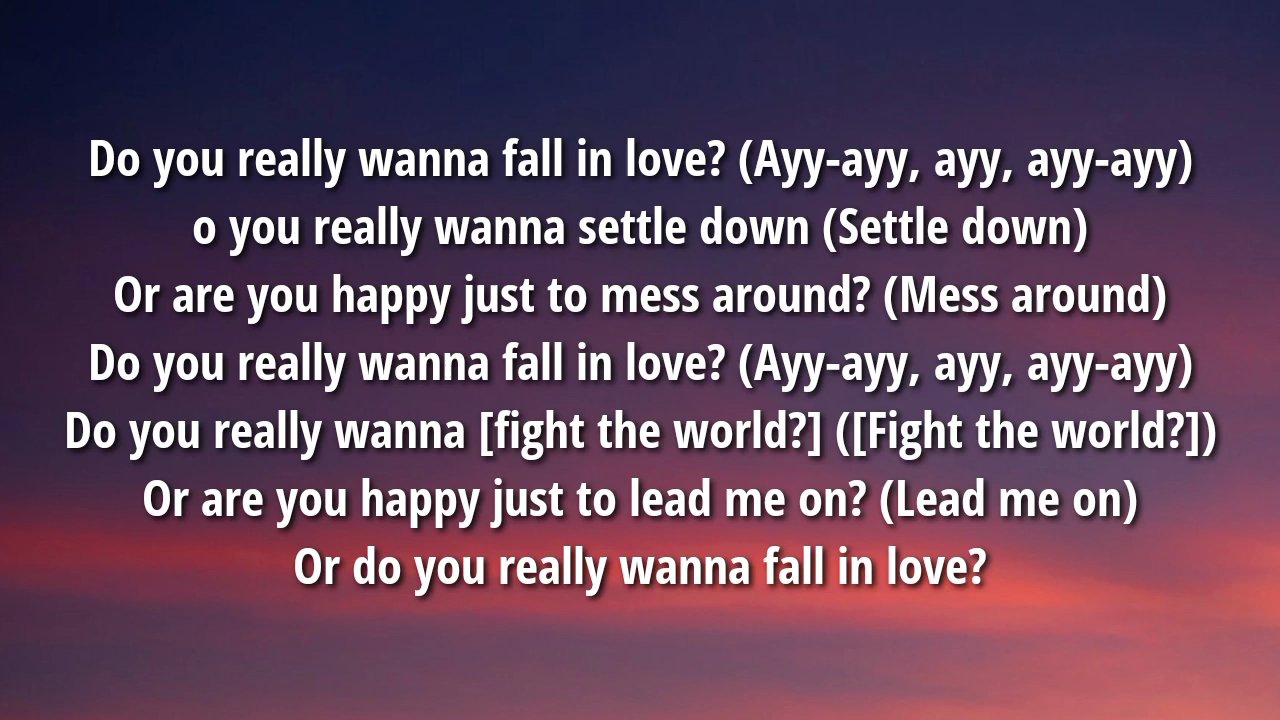 Do you really wanna fall in love? (Ayy-ayy, ayy, ayy-ayy)
o you really wanna settle down (Settle down)
Or are you happy just to mess around? (Mess around)
Do you really wanna fall in love? (Ayy-ayy, ayy, ayy-ayy)
Do you really wanna [fight the world?] ([Fight the world?])
Or are you happy just to lead me on? (Lead me on)
Or do you really wanna fall in love?